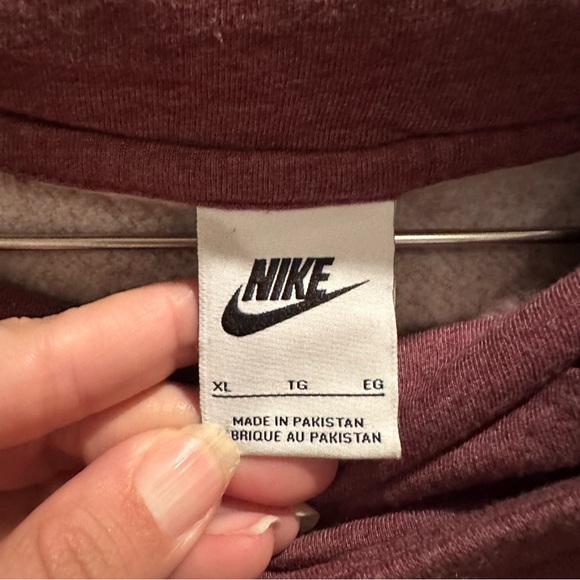 NIKE
XL TG EG
MADE IN PAKISTAN
BRIQUE AU PAKISTAN